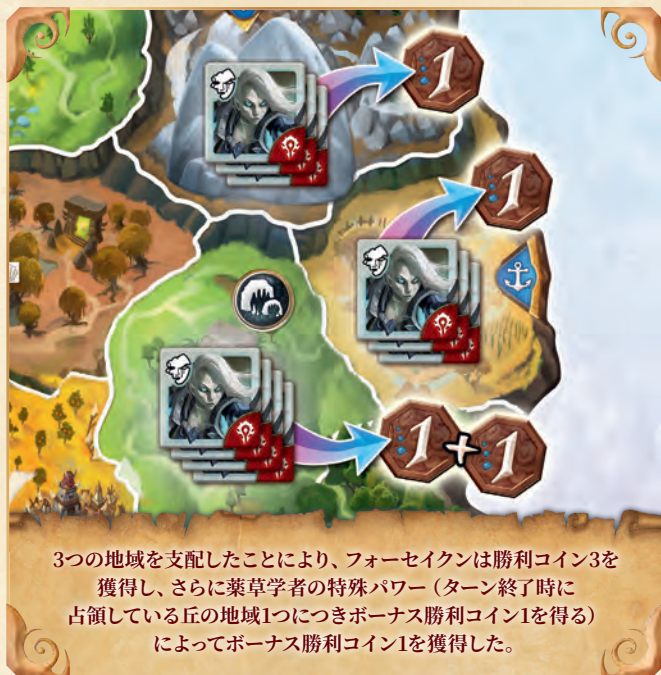 1
1
1+1
3つの地域を支配したことにより、フォーセイクンは勝利コイン3を
獲得し、さらに薬草学者の特殊パワー（ターン終了時に
占領している丘の地域1つにつきボーナス勝利コイン1を得る）
によってボーナス勝利コイン1を獲得した。